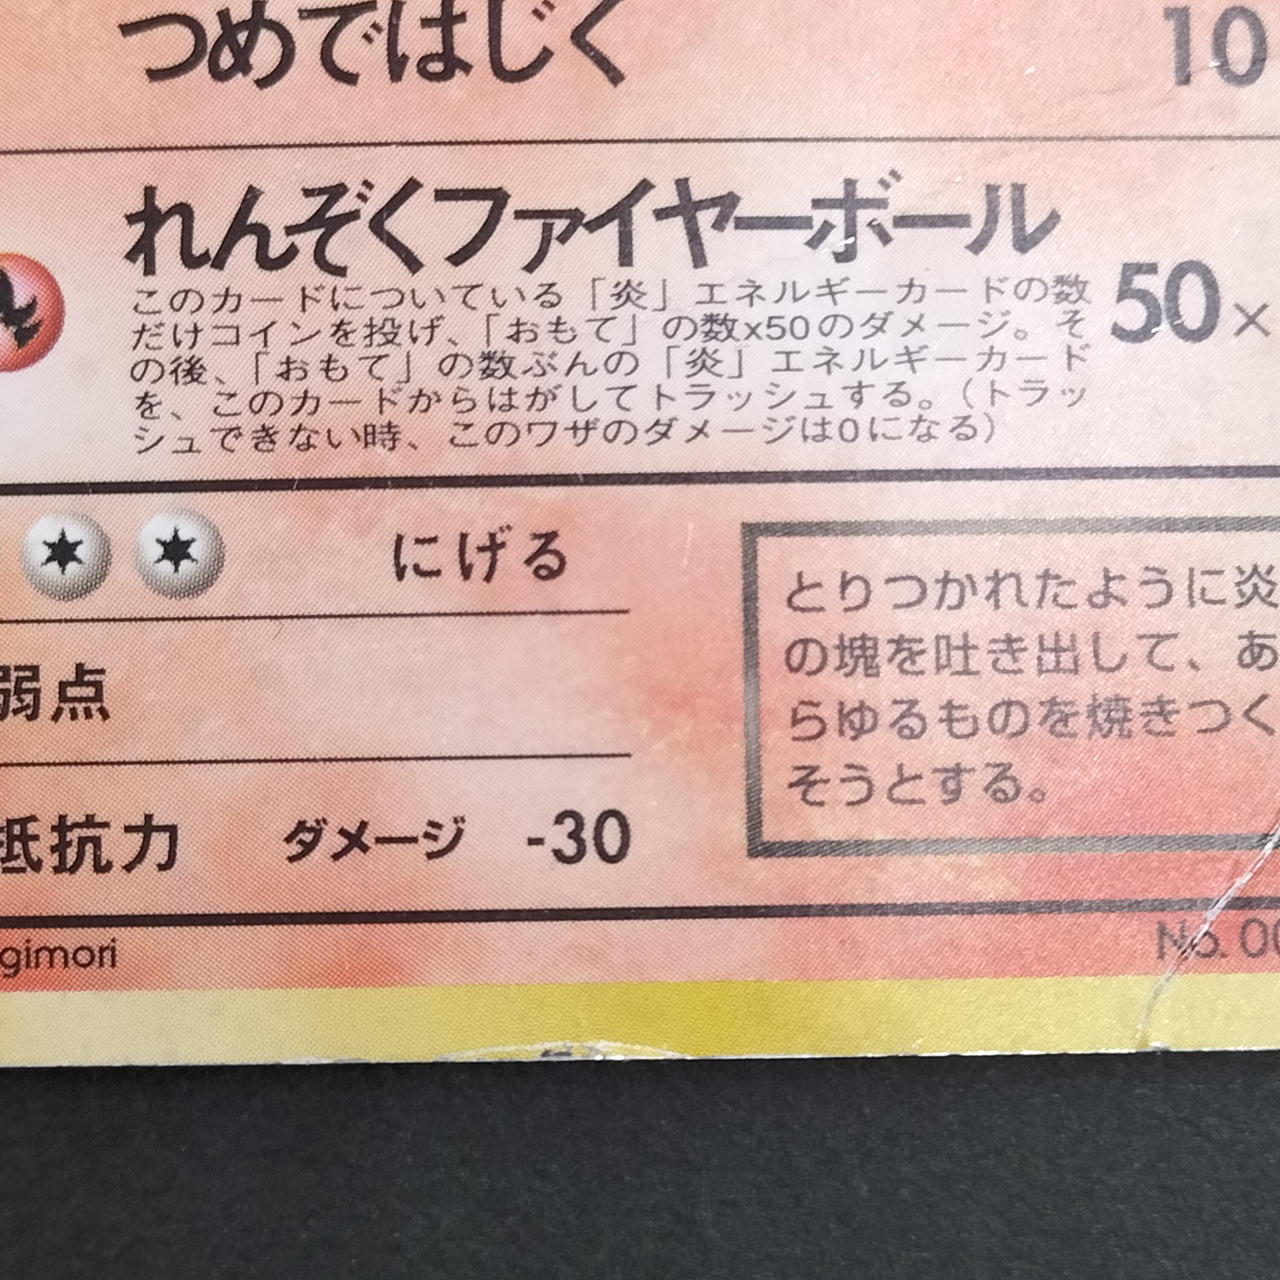 つめではじく 10
れんぞくファイヤーボール 50×
このカードについている「炎」エネルギーカードの数
だけコインを投げ、「おもて」の数x50のダメージ。そ
の後、「おもて」の数ぶんの「炎」エネルギーカード
を、このカードからはがしてトラッシュする。（トラッ
シュできない時、このワザのダメージは0になる）
にげる
弱点
抵抗力 ダメージ -30
とりつかれたように炎
の塊を吐き出して、あ
らゆるものを焼きつく
そうとする。
gimori
No. 00